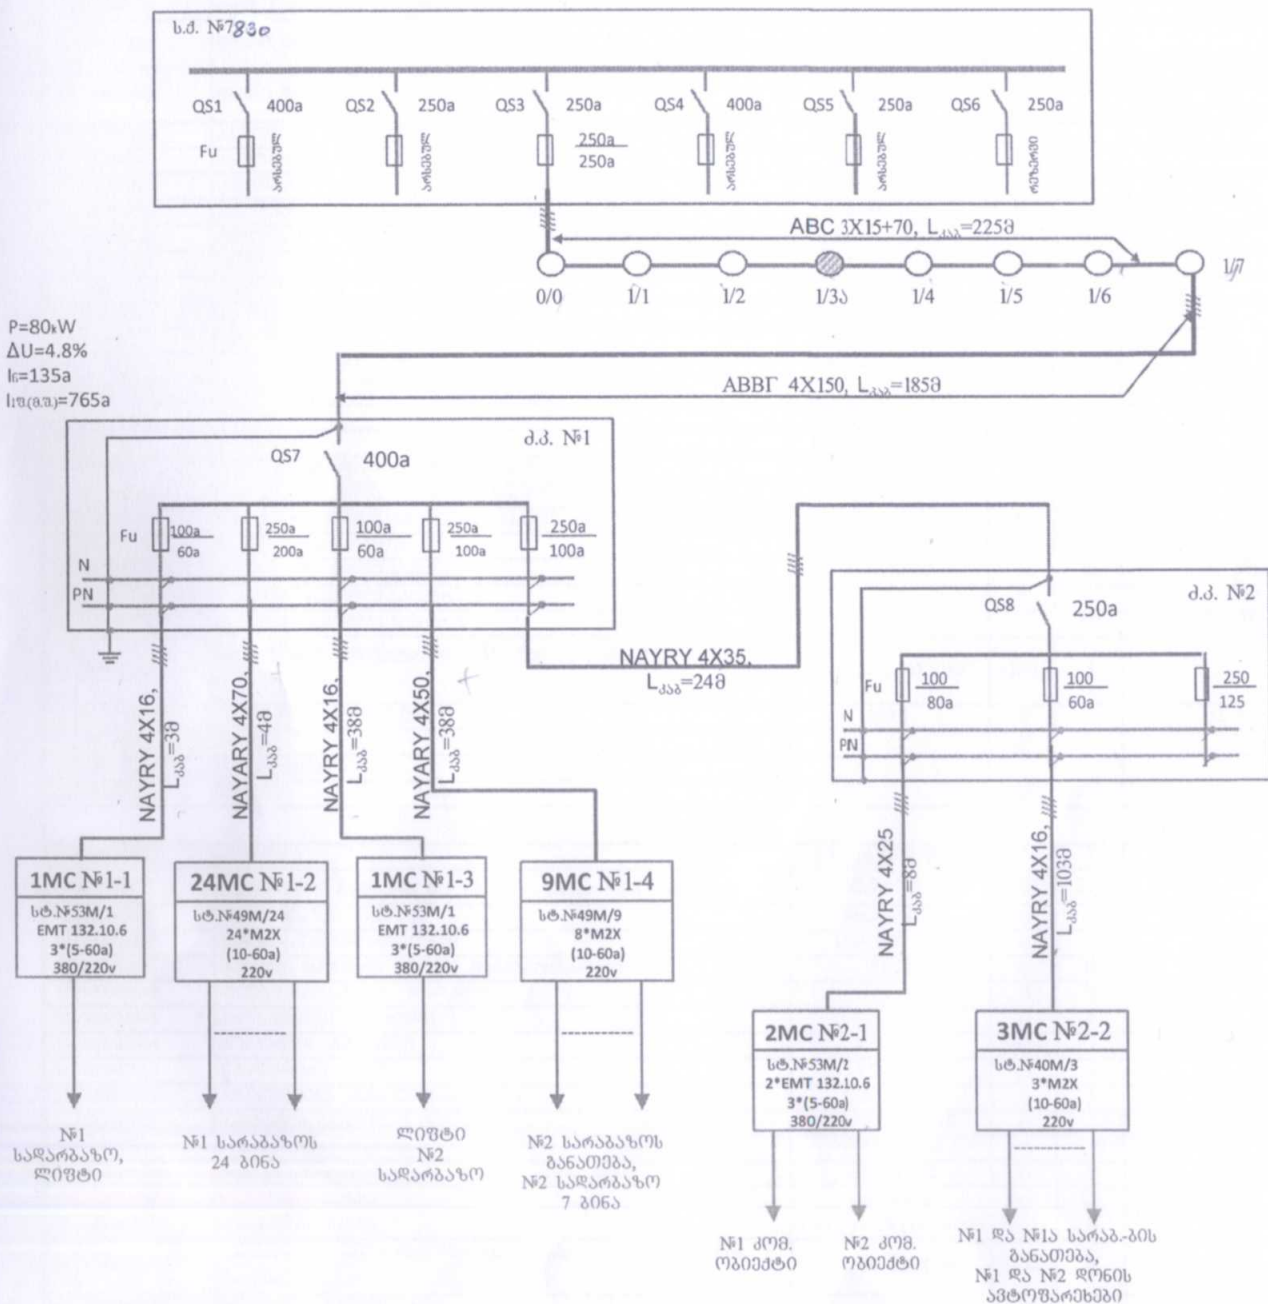 ს.ძ. №7830
QS1 400a
QS2 250a
QS3 250a
QS4 400a
QS5 250a
QS6 250a
Fu
არსებული
არსებული
250a
250a
არსებული
არსებული
რეზერვი
ABC 3X15+70, Lკაბ=225მ
0/0 1/1 1/2 1/3ა 1/4 1/5 1/6 1/7
P=80kW
ΔU=4.8%
Iნ=135a
=765a
АВВГ 4X150, Lკაბ=185მ
ძ.კ. №1
QS7 400a
Fu
100a
60a
250a
200a
100a
60a
250a
100a
250a
100a
N
PN
NAYRY 4X35,
Lკაბ=24მ
ძ.კ. №2
QS8 250a
Fu
100
80a
100
60a
250
125
N
PN
NAYRY 4X16,
Lკაბ=3მ
NAYARY 4X70,
Lკაბ=4მ
NAYRY 4X16,
Lკაბ=38მ
NAYARY 4X50,
Lკაბ=38მ
NAYRY 4X25
Lკაბ=8მ
NAYRY 4X16,
Lკაბ=103მ
1MC №1-1
სტ.№53M/1
EMT 132.10.6
3*(5-60a)
380/220v
24MC №1-2
სტ.№49M/24
24*M2X
(10-60a)
220v
1MC №1-3
სტ.№53M/1
EMT 132.10.6
3*(5-60a)
380/220v
9MC №1-4
სტ.№49M/9
8*M2X
(10-60a)
220v
2MC №2-1
სტ.№53M/2
2*EMT 132.10.6
3*(5-60a)
380/220v
3MC №2-2
სტ.№40M/3
3*M2X
(10-60a)
220v
№1
სადარბაზო,
ლიფტი
№1 სარაბაზოს
24 ბინა
ლიფტი
№2
სადარბაზო
№2 სარაბაზოს
განათება,
№2 სადარბაზო
7 ბინა
№1 კომ.
ობიექტი
№2 კომ.
ობიექტი
№1 და №1ა სარაბ.-ბის
განათება,
№1 და №2 დონის
ავტოფარეხები